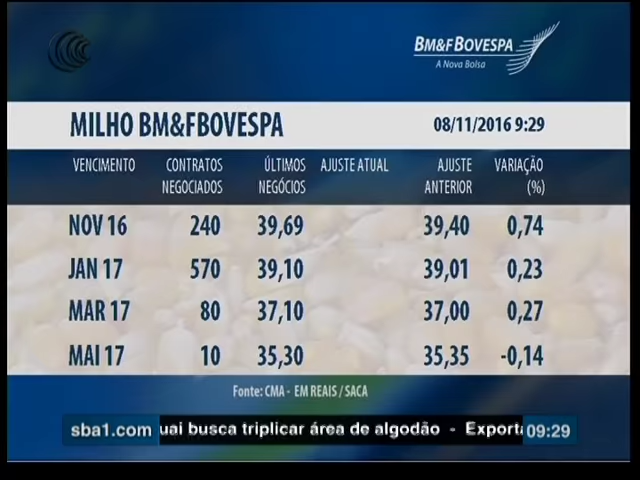 BM&FBOVESPA
A Nova Bolsa
MILHO BM&FBOVESPA 08/11/2016 9:29
VENCIMENTO CONTRATOS NEGOCIADOS ÚLTIMOS NEGÓCIOS AJUSTE ATUAL AJUSTE ANTERIOR VARIAÇÃO (%)
NOV 16 240 39,69 39,40 0,74
JAN 17 570 39,10 39,01 0,23
MAR 17 80 37,10 37,00 0,27
MAI 17 10 35,30 35,35 -0,14
Fonte: CMA - EM REAIS / SACA
sba1.com uai busca triplicar área de algodão - Exporta 09:29